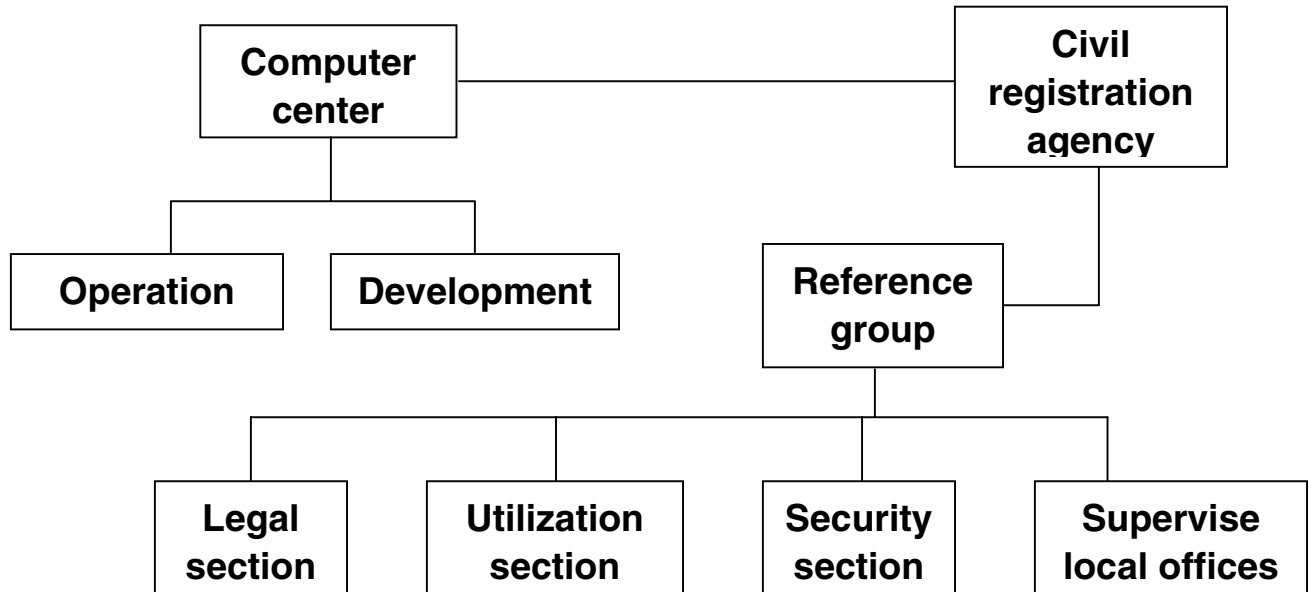 Computer
center
Civil
registration
agency
Operation
Development
Reference
group
Legal
section
Utilization
section
Security
section
Supervise
local offices